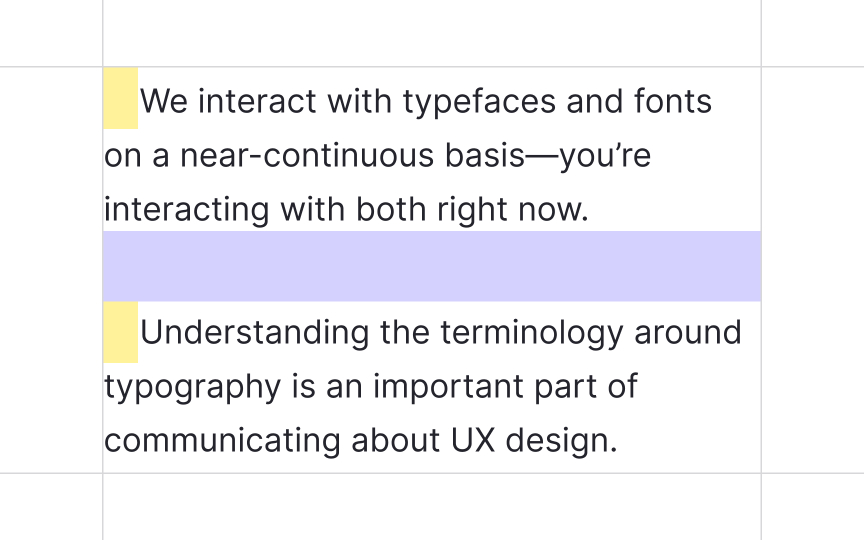 We interact with typefaces and fonts
on a near-continuous basis—you’re
interacting with both right now.
Understanding the terminology around
typography is an important part of
communicating about UX design.